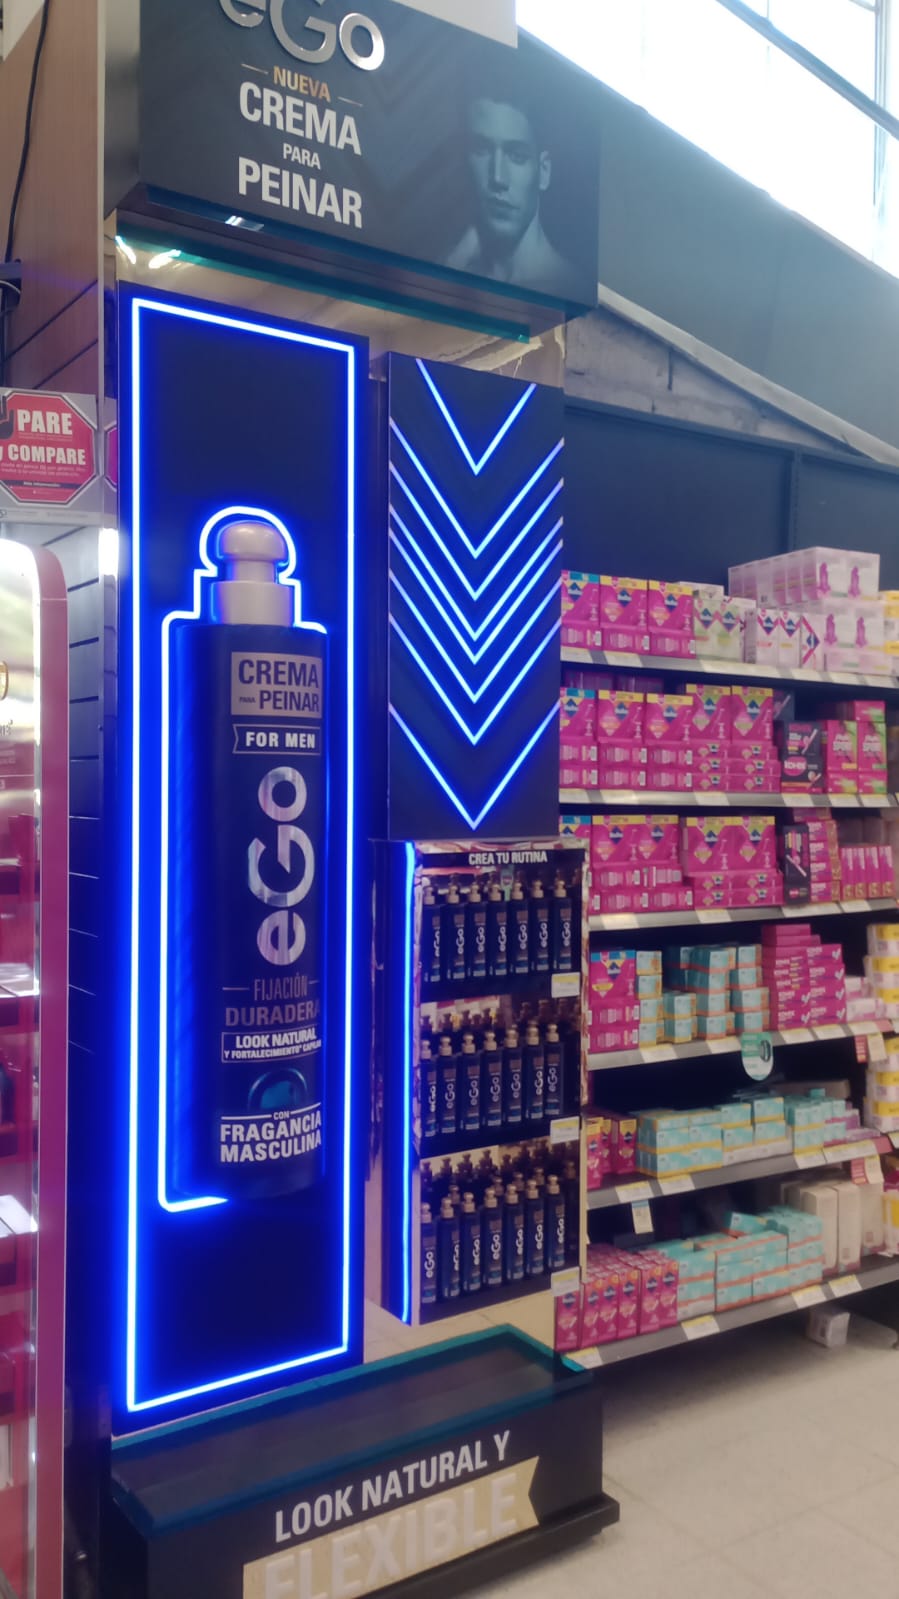 eGo
NUEVA
CREMA
PARA
PEINAR
PARE
y COMPARE
CREMA
PARA PEINAR
FOR MEN
eGo
FIJACIÓN
DURADERA
LOOK NATURAL
Y FORTALECIMIENTO* CAPILAR
CON
FRAGANCIA
MASCULINA
CREA TU RUTINA
LOOK NATURAL Y
FLEXIBLE